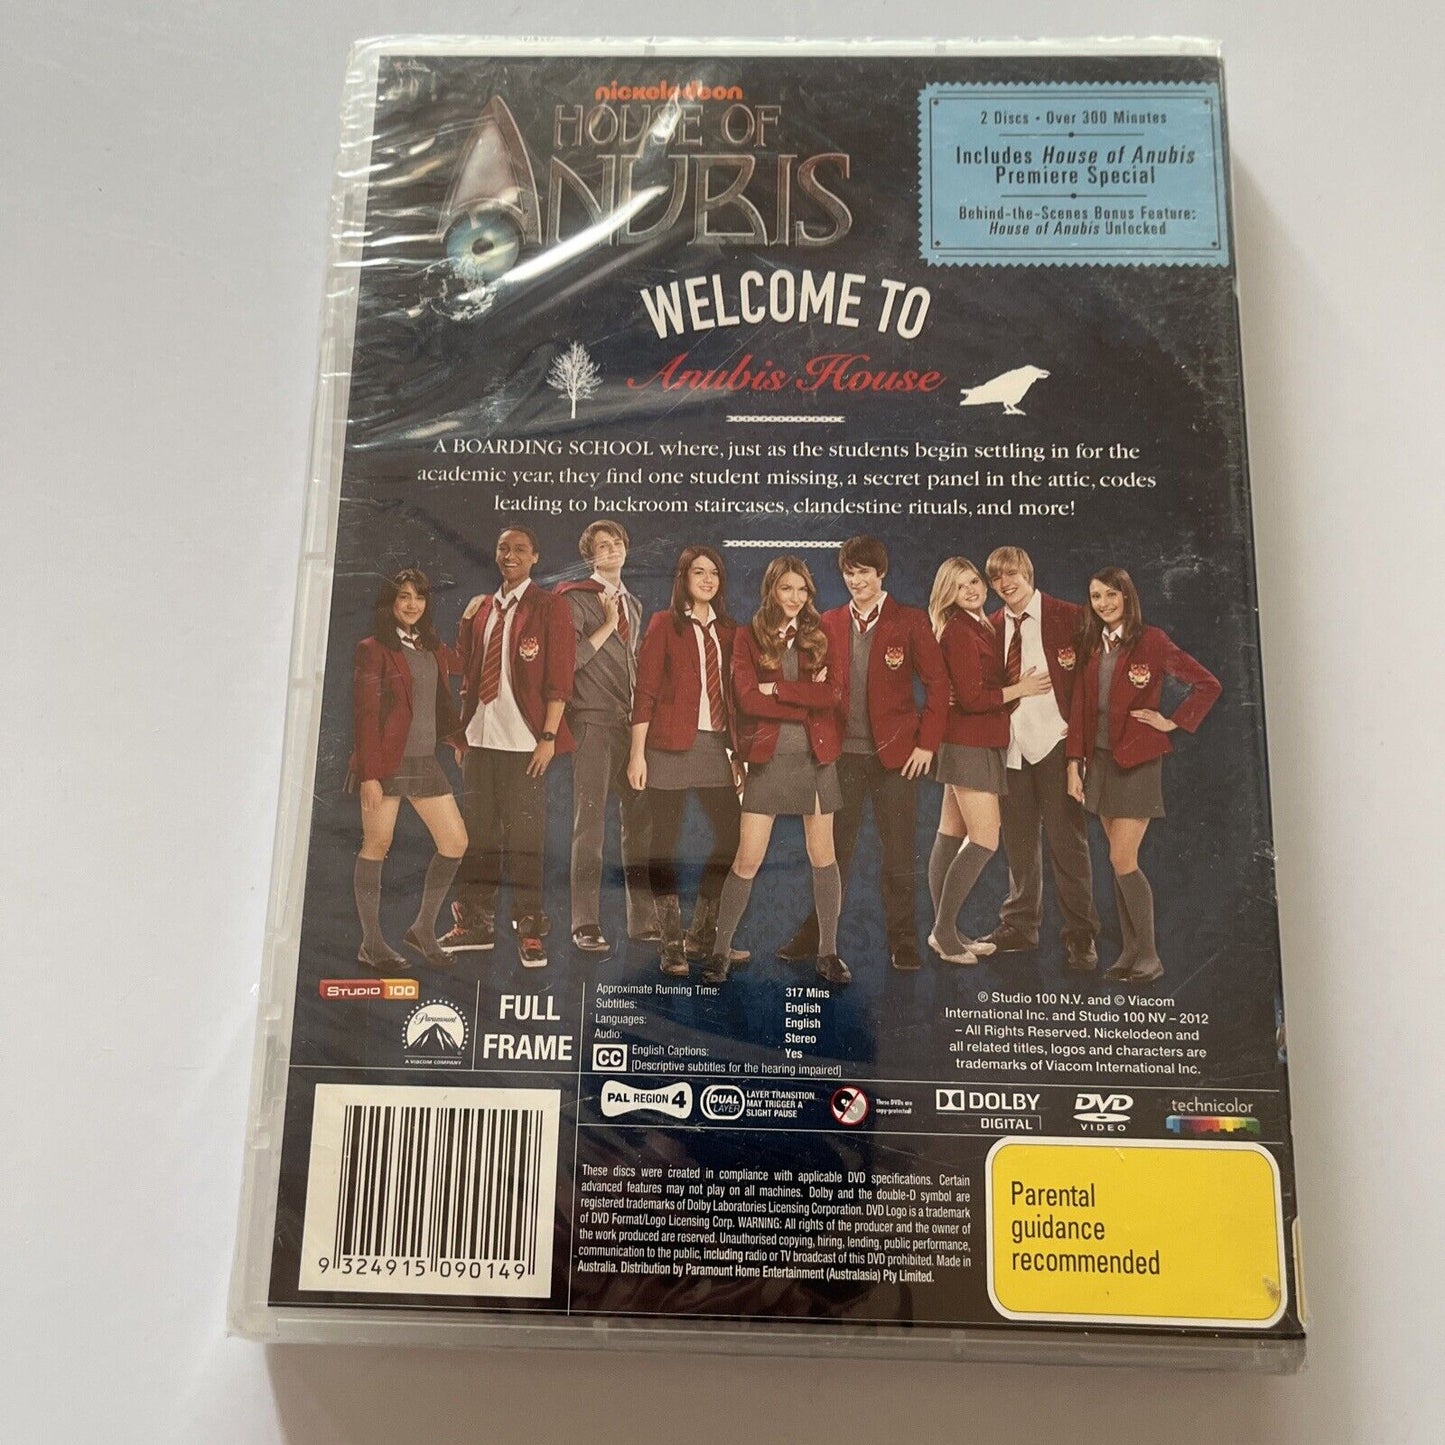 nickelodeon
HOUSE OF
ANUBIS
2 Discs • Over 300 Minutes
Includes House of Anubis
Premiere Special
Behind-the-Scenes Bonus Feature:
House of Anubis Unlocked
WELCOME TO
Anubis House
A BOARDING SCHOOL where, just as the students begin settling in for the
academic year, they find one student missing, a secret panel in the attic, codes
leading to backroom staircases, clandestine rituals, and more!
STUDIO 100
Paramount
A VIACOM COMPANY
FULL
FRAME
Approximate Running Time: 317 Mins
Subtitles: English
Languages: English
Audio: Stereo
CC English Captions: Yes
[Descriptive subtitles for the hearing impaired]
℗ Studio 100 N.V. and © Viacom
International Inc. and Studio 100 NV – 2012
– All Rights Reserved. Nickelodeon and
all related titles, logos and characters are
trademarks of Viacom International Inc.
PAL REGION 4
DUAL
LAYER
LAYER TRANSITION
MAY TRIGGER A
SLIGHT PAUSE
These DVDs are
copy-protected!
DOLBY
DIGITAL
DVD
VIDEO
technicolor
These discs were created in compliance with applicable DVD specifications. Certain
advanced features may not play on all machines. Dolby and the double-D symbol are
registered trademarks of Dolby Laboratories Licensing Corporation. DVD Logo is a trademark
of DVD Format/Logo Licensing Corp. WARNING: All rights of the producer and the owner of
the work produced are reserved. Unauthorised copying, hiring, lending, public performance,
communication to the public, including radio or TV broadcast of this DVD prohibited. Made in
Australia. Distribution by Paramount Home Entertainment (Australasia) Pty Limited.
9 324915 090149
Parental
guidance
recommended